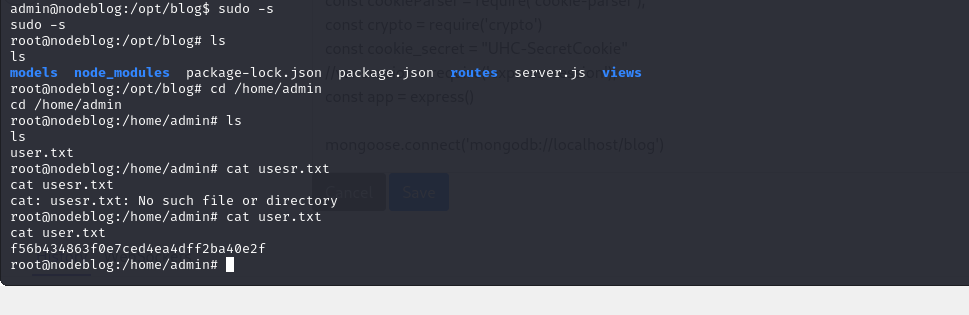 admin@nodeblog:/opt/blog$ sudo -s
sudo -s
root@nodeblog:/opt/blog# ls
ls
models  node_modules  package-lock.json  package.json  routes  server.js  views
root@nodeblog:/opt/blog# cd /home/admin
cd /home/admin
root@nodeblog:/home/admin# ls
ls
user.txt
root@nodeblog:/home/admin# cat usesr.txt
cat usesr.txt
cat: usesr.txt: No such file or directory
root@nodeblog:/home/admin# cat user.txt
cat user.txt
f56b434863f0e7ced4ea4dff2ba40e2f
root@nodeblog:/home/admin#
const cookieParser = require('cookie-parser');
const crypto = require('crypto')
const cookie_secret = "UHC-SecretCookie"
const app = express()
mongoose.connect('mongodb://localhost/blog')
Cancel
Save